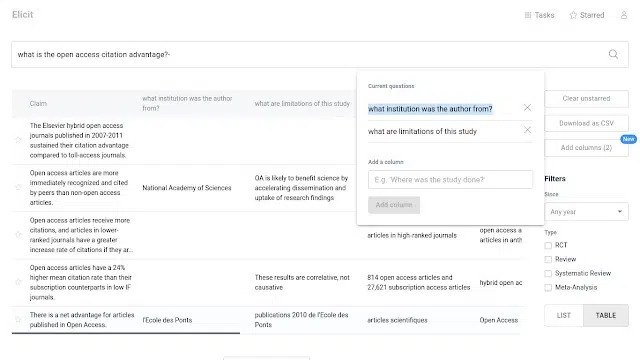 Elicit
Tasks
Starred
what is the open access citation advantage?-
Claim
what institution was the author
from?
what are limitations of this study
The Elsevier hybrid open access
journals published in 2007-2011
sustained their citation advantage
compared to toll-access journals.
Open access articles are more
immediately recognized and cited
by peers than non-open access
articles.
National Academy of Sciences
OA is likely to benefit science by
accelerating dissemination and
uptake of research findings
Open access articles receive more
citations, and articles in lower-
ranked journals have a greater
increase rate of citations if they ar...
articles in high-ranked journals
open a
articles in anth
Open access articles have a 24%
higher mean citation rate than their
subscription counterparts in low IF
journals.
These results are correlative, not
causative
814 open access articles and
27,621 subscription access articles
hybrid open ac
There is a net advantage for articles
published in Open Access.
l'Ecole des Ponta
publications 2010 de l'Ecole des
Ponts
articles scientifiques
Open Access
Current questions
what institution was the author from?
what are limitations of this study
Add a column
E.g. 'Where was the study done?'
Add column
Clear unstarred
Download as CSV
New
Add columns (2)
Filters
Since
Any year
Type
RCT
Review
Systematic Review
Meta-Analysis
LIST
TABLE